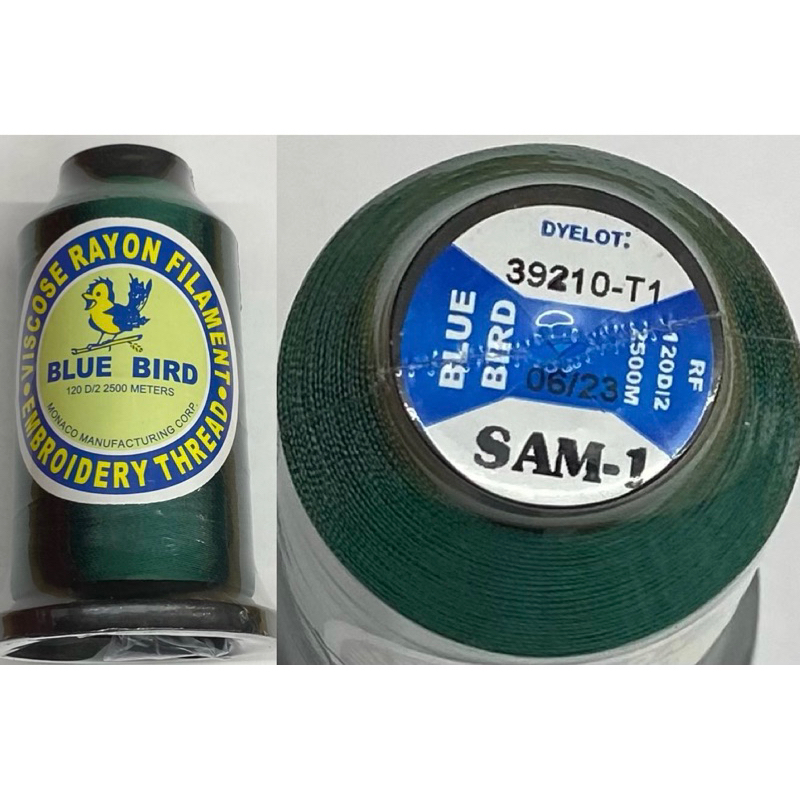 VISCOSE RAYON FILAMENT
BLUE BIRD
120 D/2 2500 METERS
MONACO MANUFACTURING CORP.
EMBROIDERY THREAD
DYELOT:
39210-T1
BLUE
BIRD
06/23
RF
120D/2
2500M
SAM-1